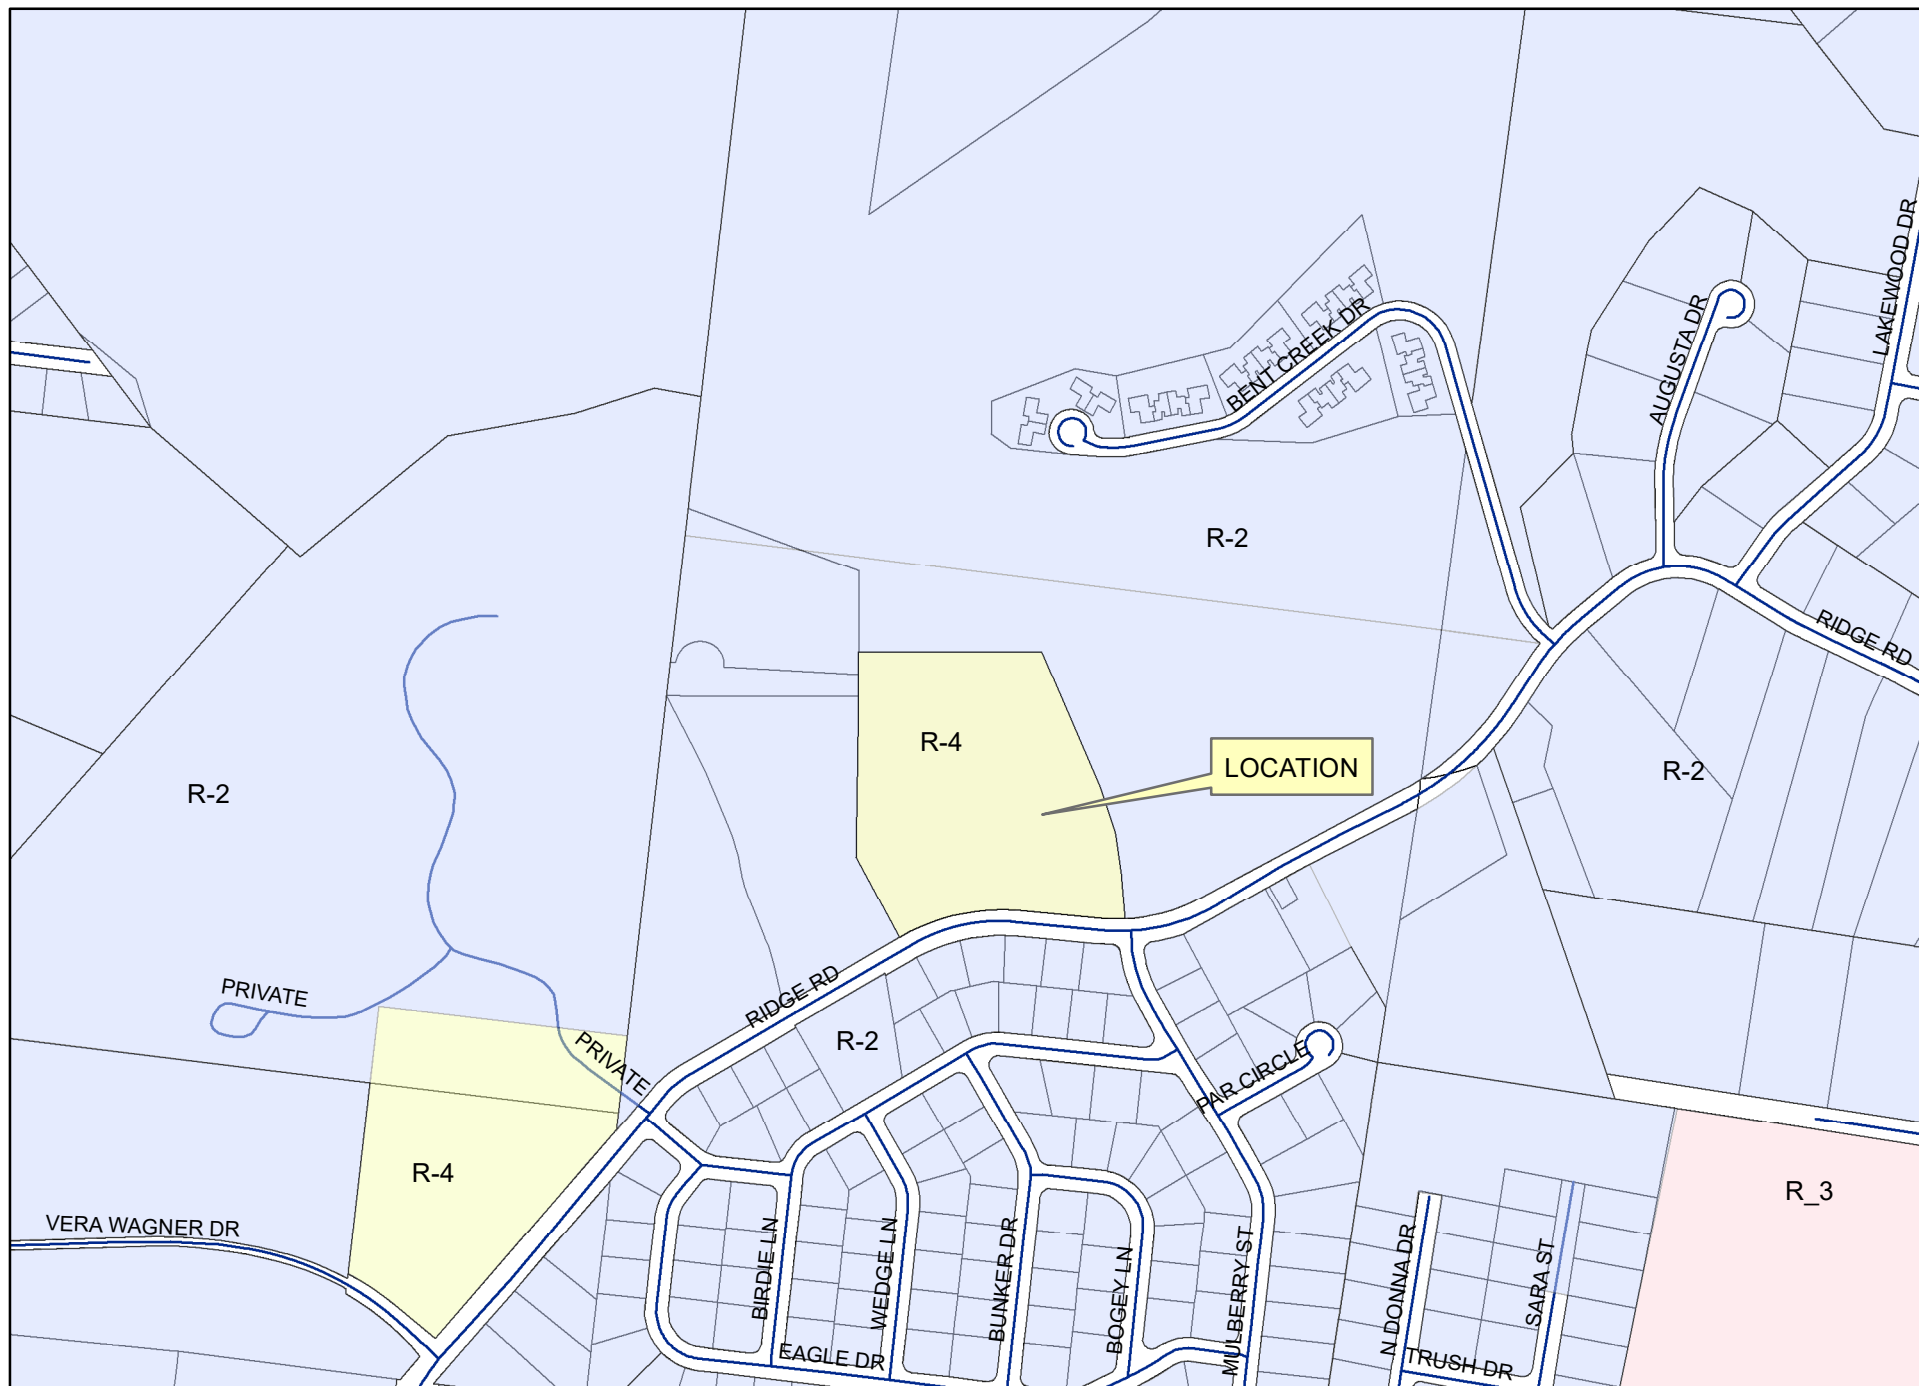 LAKEWOOD DR
AUGUSTA DR
BENT CREEK DR
R-2
RIDGE RD
R-4
LOCATION
R-2
R-2
PRIVATE
RIDGE RD
R-2
PRIVATE
PAR CIRCLE
R-4
R_3
VERA WAGNER DR
BIRDIE LN
WEDGE LN
BUNKER DR
BOGEY LN
MULBERRY ST
N DONNA DR
SARA ST
EAGLE DR
TRUSH DR